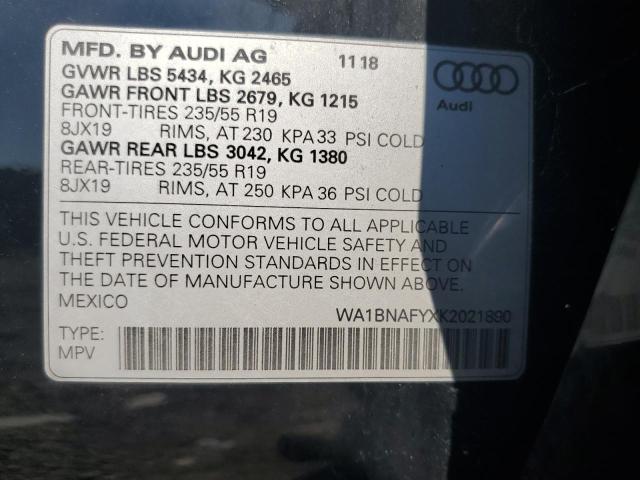 MFD. BY AUDI AG 1118
GVWR LBS 5434, KG 2465
GAWR FRONT LBS 2679, KG 1215
FRONT-TIRES 235/55 R19
8JX19 RIMS, AT 230 KPA 33 PSI COLD
GAWR REAR LBS 3042, KG 1380
REAR-TIRES 235/55 R19
8JX19 RIMS, AT 250 KPA 36 PSI COLD
Audi
THIS VEHICLE CONFORMS TO ALL APPLICABLE
U.S. FEDERAL MOTOR VEHICLE SAFETY AND
THEFT PREVENTION STANDARDS IN EFFECT ON
THE DATE OF MANUFACTURE SHOWN ABOVE.
MEXICO
WA1BNAFYXK2021890
TYPE:
MPV